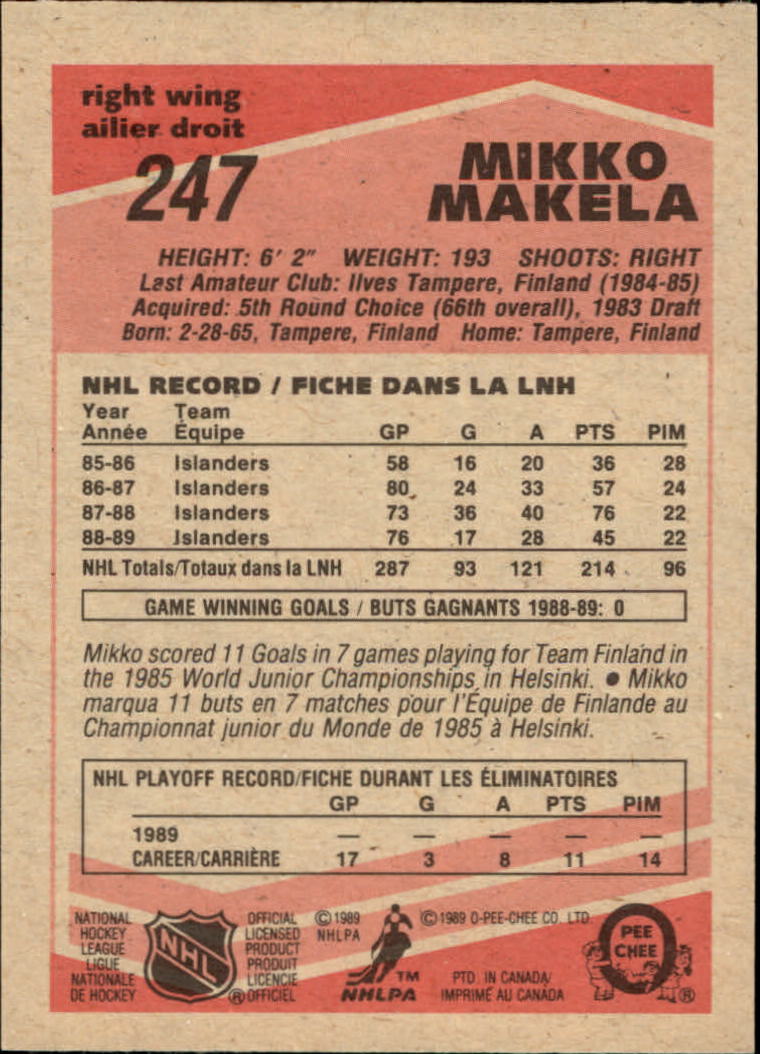 right wing
ailier droit
247
MIKKO
MAKELA
HEIGHT: 6' 2" WEIGHT: 193 SHOOTS: RIGHT
Last Amateur Club: Ilves Tampere, Finland (1984-85)
Acquired: 5th Round Choice (66th overall), 1983 Draft
Born: 2-28-65, Tampere, Finland Home: Tampere, Finland
NHL RECORD / FICHE DANS LA LNH
Year Team
Année Équipe GP G A PTS PIM
85-86 Islanders 58 16 20 36 28
86-87 Islanders 80 24 33 57 24
87-88 Islanders 73 36 40 76 22
88-89 Islanders 76 17 28 45 22
NHL Totals/Totaux dans la LNH 287 93 121 214 96
GAME WINNING GOALS / BUTS GAGNANTS 1988-89: 0
Mikko scored 11 Goals in 7 games playing for Team Finland in
the 1985 World Junior Championships in Helsinki. ● Mikko
marqua 11 buts en 7 matches pour l'Équipe de Finlande au
Championnat junior du Monde de 1985 à Helsinki.
NHL PLAYOFF RECORD/FICHE DURANT LES ÉLIMINATOIRES
GP G A PTS PIM
1989 — — — — —
CAREER/CARRIÈRE 17 3 8 11 14
NATIONAL
HOCKEY
LEAGUE
LIGUE
NATIONALE
DE HOCKEY
NHL
®
OFFICIAL
LICENSED
PRODUCT
PRODUIT
LICENCIE
OFFICIEL
© 1989
NHLPA
TM
NHLPA
© 1989 O-PEE-CHEE CO. LTD.
PTD. IN CANADA/
IMPRIMÉ AU CANADA
O
PEE
CHEE
®